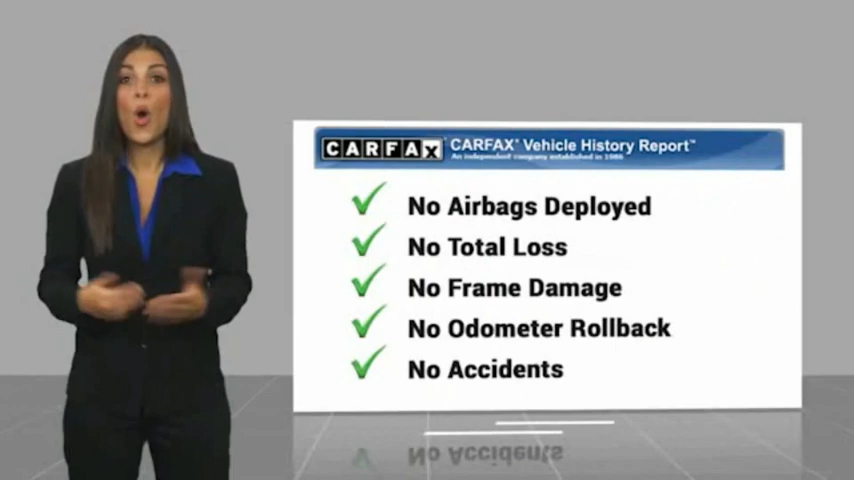 CARFAX CARFAX® Vehicle History Report™
An independent company established in 1986
No Airbags Deployed
No Total Loss
No Frame Damage
No Odometer Rollback
No Accidents
No Accidents